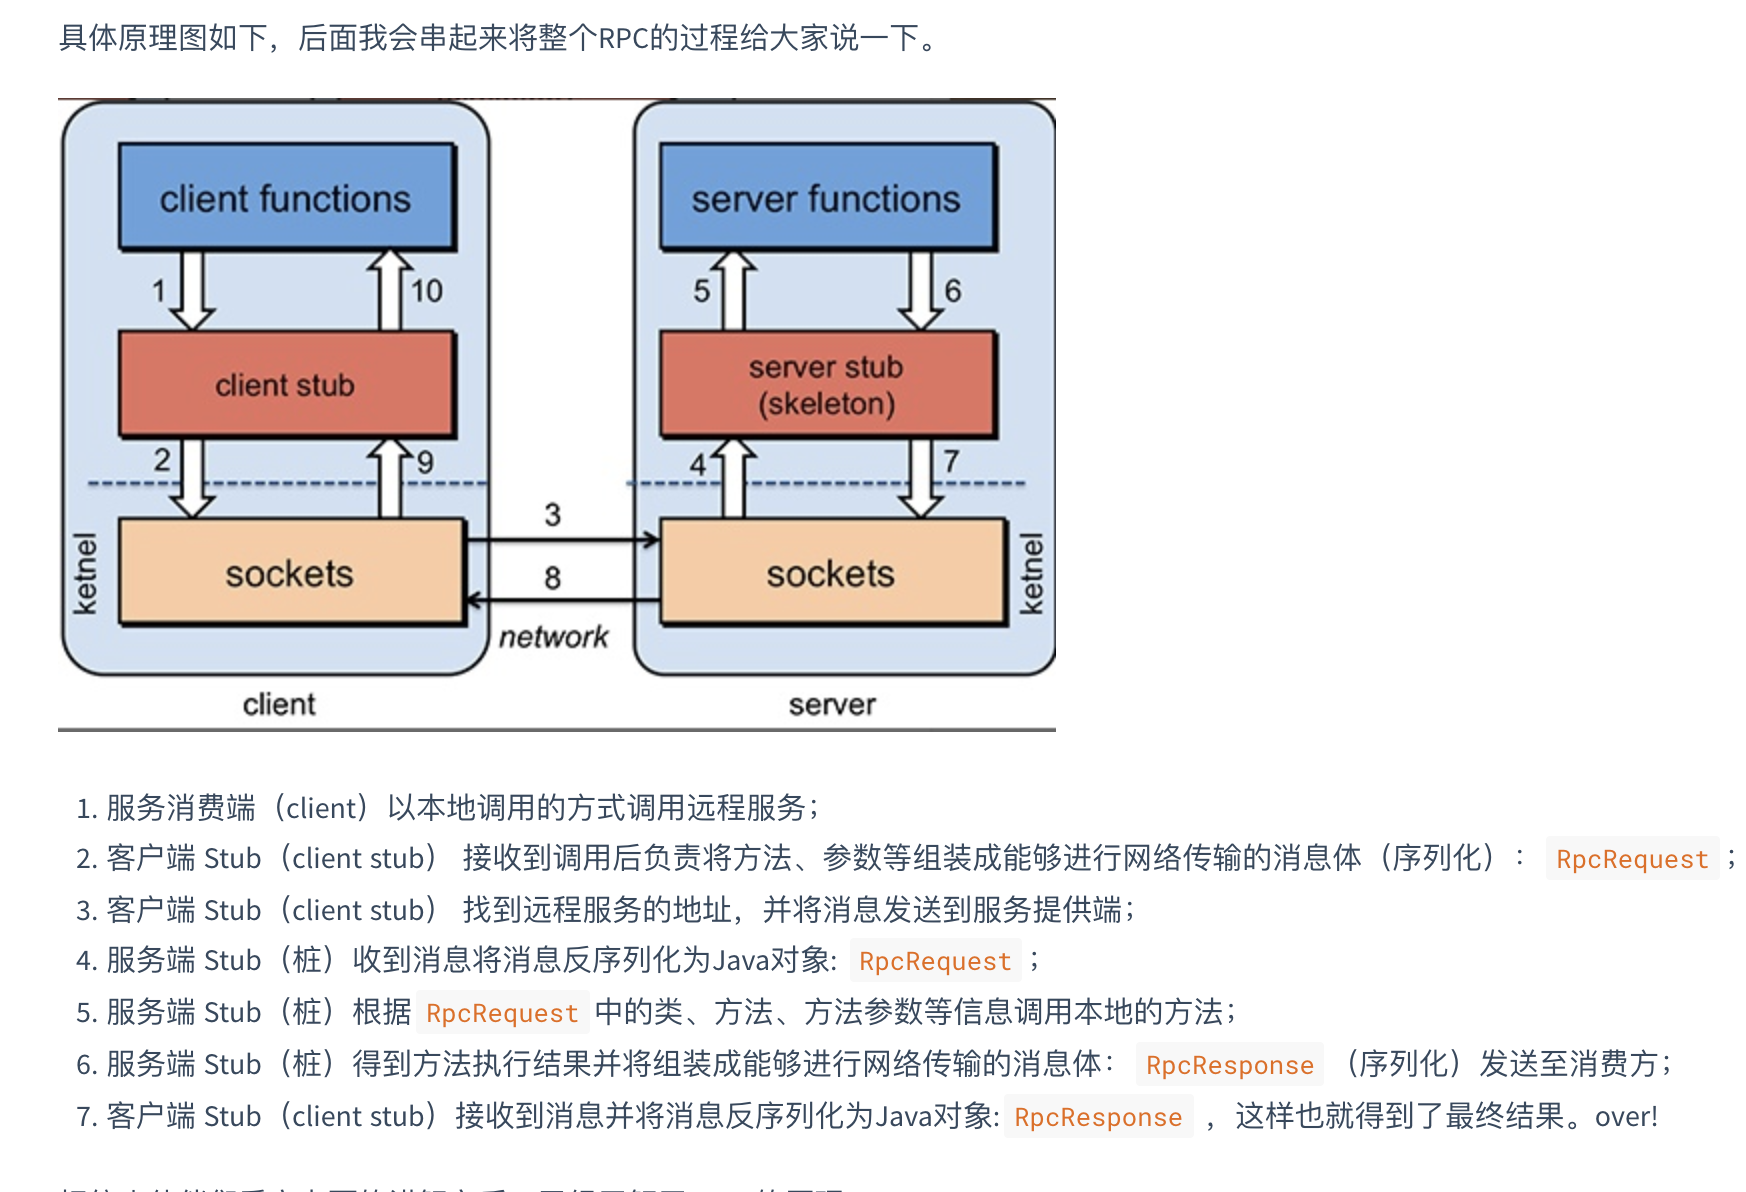 具体原理图如下，后面我会串起来将整个RPC的过程给大家说一下。
client functions
server functions
1
10
5
6
client stub
server stub
(skeleton)
2
9
4
7
3
sockets
sockets
8
ketnel
ketnel
network
client
server
1. 服务消费端（client）以本地调用的方式调用远程服务；
2. 客户端 Stub（client stub） 接收到调用后负责将方法、参数等组装成能够进行网络传输的消息体（序列化）： RpcRequest ；
3. 客户端 Stub（client stub） 找到远程服务的地址，并将消息发送到服务提供端；
4. 服务端 Stub（桩）收到消息将消息反序列化为Java对象: RpcRequest ；
5. 服务端 Stub（桩）根据 RpcRequest 中的类、方法、方法参数等信息调用本地的方法；
6. 服务端 Stub（桩）得到方法执行结果并将组装成能够进行网络传输的消息体： RpcResponse （序列化）发送至消费方；
7. 客户端 Stub（client stub）接收到消息并将消息反序列化为Java对象: RpcResponse ，这样也就得到了最终结果。over!